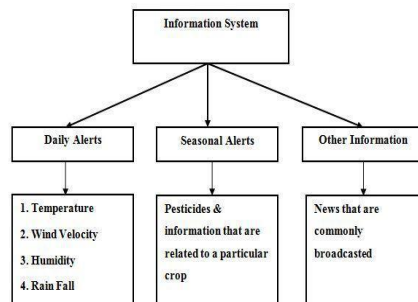 Information System
Daily Alerts
Seasonal Alerts
Other Information
1. Temperature
2. Wind Velocity
3. Humidity
4. Rain Fall
Pesticides &
information that are
related to a particular
crop
News that are
commonly
broadcasted